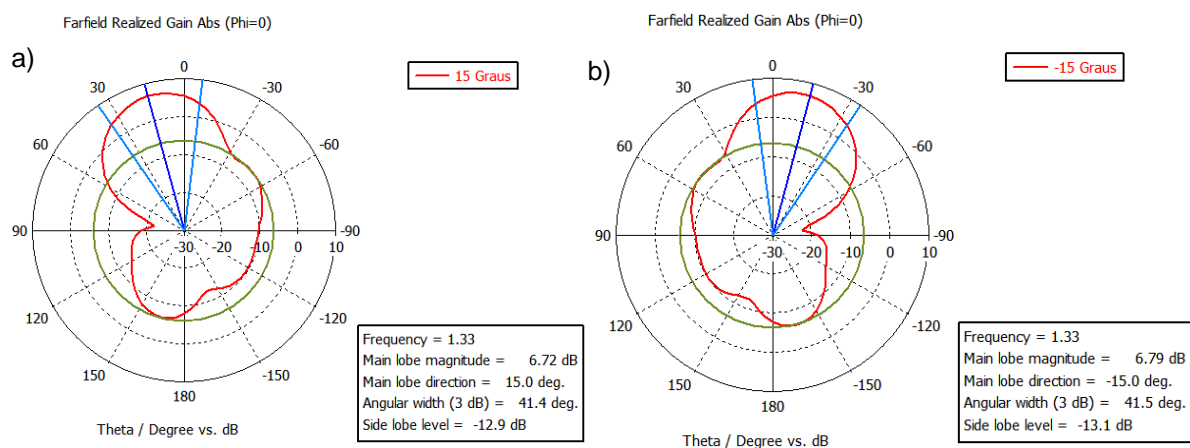 Farfield Realized Gain Abs (Phi=0)
a)
15 Graus
0
30
-30
60
-60
90
-90
-30
-20
-10
0
10
120
-120
150
-150
180
Theta / Degree vs. dB
Frequency = 1.33
Main lobe magnitude = 6.72 dB
Main lobe direction = 15.0 deg.
Angular width (3 dB) = 41.4 deg.
Side lobe level = -12.9 dB
Farfield Realized Gain Abs (Phi=0)
b)
-15 Graus
0
30
-30
60
-60
90
-90
-30
-20
-10
0
10
120
-120
150
-150
180
Theta / Degree vs. dB
Frequency = 1.33
Main lobe magnitude = 6.79 dB
Main lobe direction = -15.0 deg.
Angular width (3 dB) = 41.5 deg.
Side lobe level = -13.1 dB